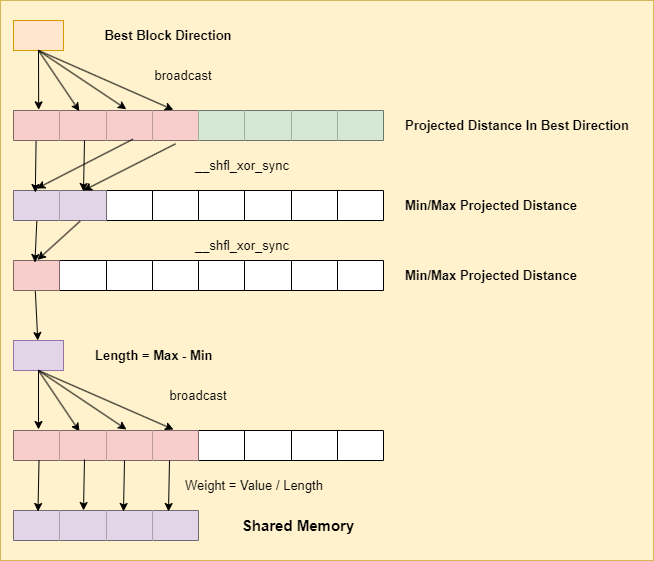 Best Block Direction
broadcast
Projected Distance In Best Direction
__shfl_xor_sync
Min/Max Projected Distance
__shfl_xor_sync
Min/Max Projected Distance
Length = Max - Min
broadcast
Weight = Value / Length
Shared Memory